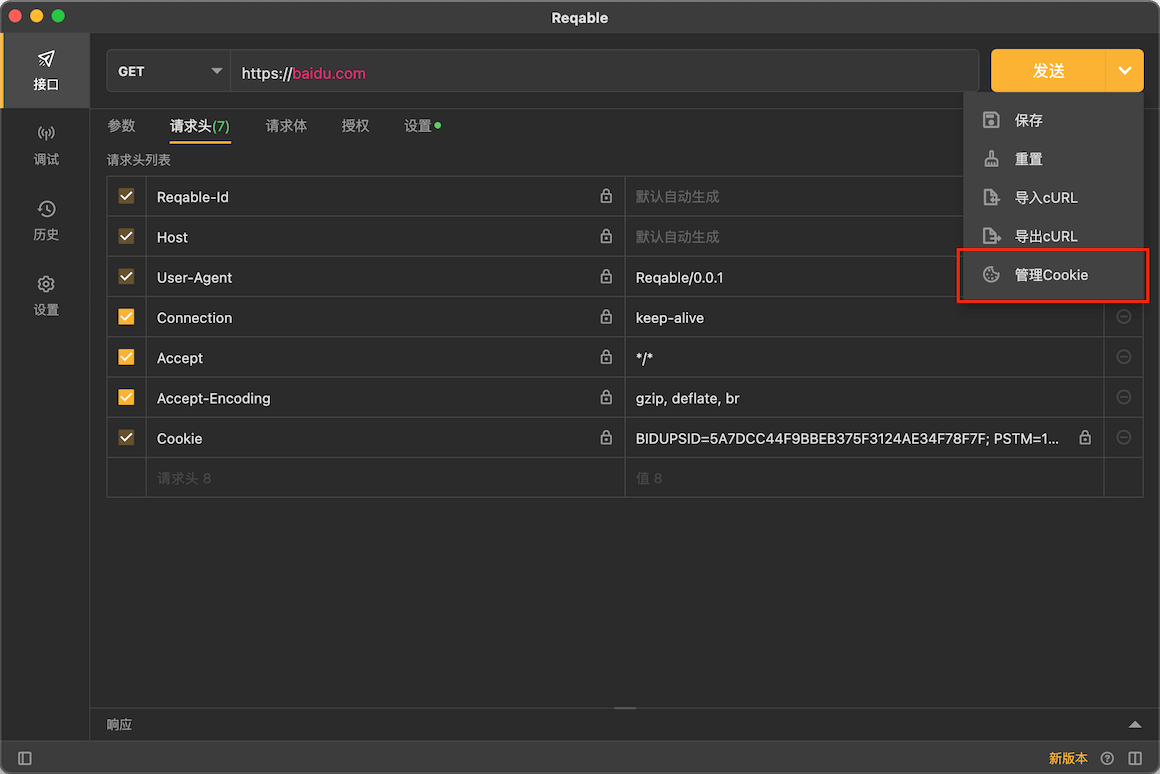 Reqable
接口
调试
历史
设置
GET
https://baidu.com
发送
参数
请求头(7)
请求体
授权
设置
保存
重置
导入cURL
导出cURL
管理Cookie
请求头列表
Reqable-Id
默认自动生成
Host
默认自动生成
User-Agent
Reqable/0.0.1
Connection
keep-alive
Accept
*/*
Accept-Encoding
gzip, deflate, br
Cookie
BIDUPSID=5A7DCC44F9BBEB375F3124AE34F78F7F; PSTM=1...
请求头 8
值 8
响应
新版本